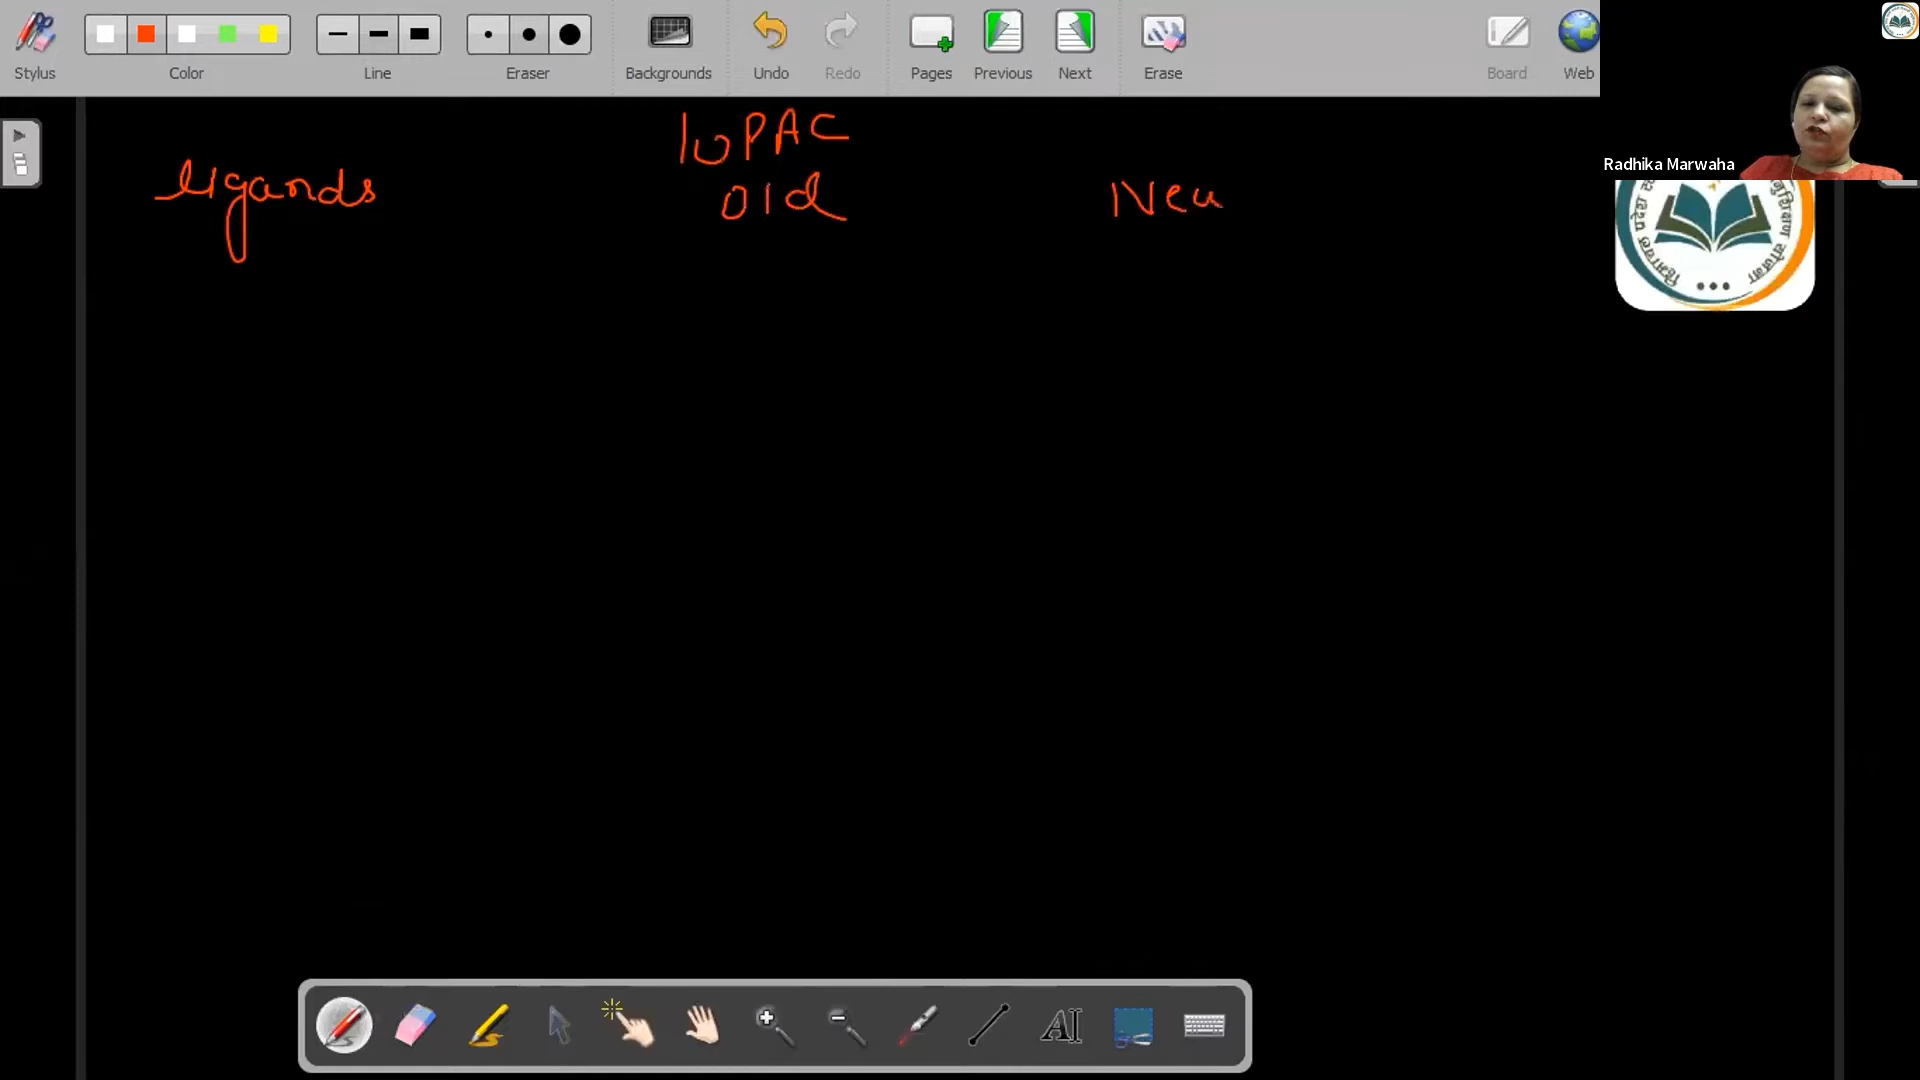 Stylus
Color
Line
Eraser
Backgrounds
Undo
Redo
Pages
Previous
Next
Erase
Board
Web
Radhika Marwaha
IUPAC
Ligands
Old
New
AI